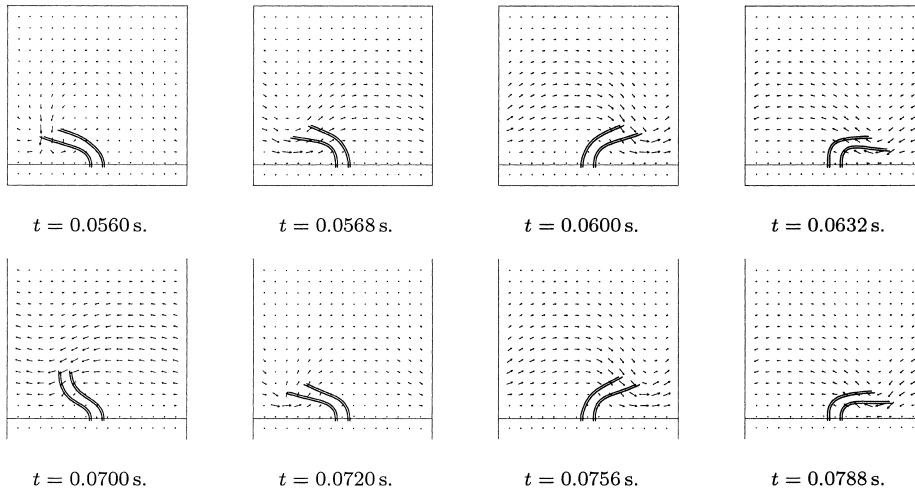 t = 0.0560 s. t = 0.0568 s. t = 0.0600 s. t = 0.0632 s.
t = 0.0700 s. t = 0.0720 s. t = 0.0756 s. t = 0.0788 s.